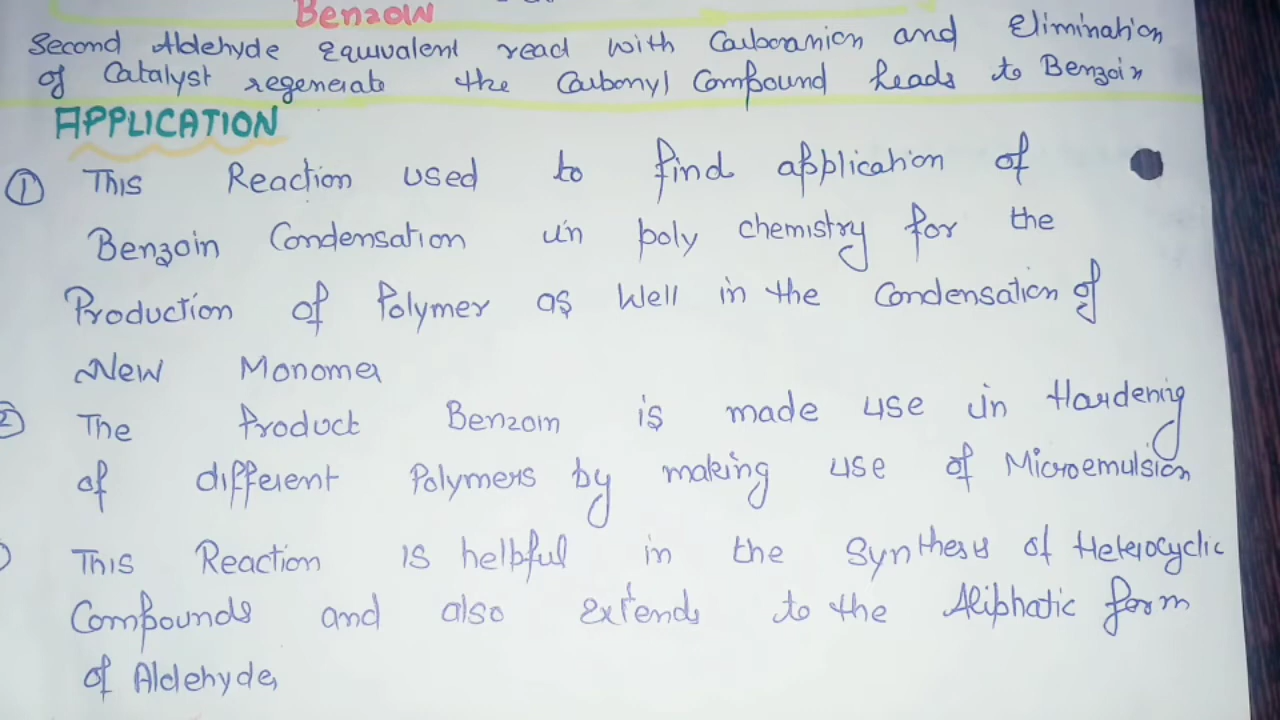 Benzoin
Second Aldehyde equivalent react with Carboranion and Elimination
of Catalyst regenerate the Carbonyl Compound leads to Benzoin
APPLICATION
① This Reaction used to find application of
Benzoin Condensation in poly chemistry for the
Production of Polymer as Well in the Condensation of
New Monomer
2 The Product Benzoin is made use in Hardening
of different Polymers by making use of Microemulsion
This Reaction is helpful in the Synthesis of Heterocyclic
Compounds and also extends to the Aliphatic form
of Aldehyde,